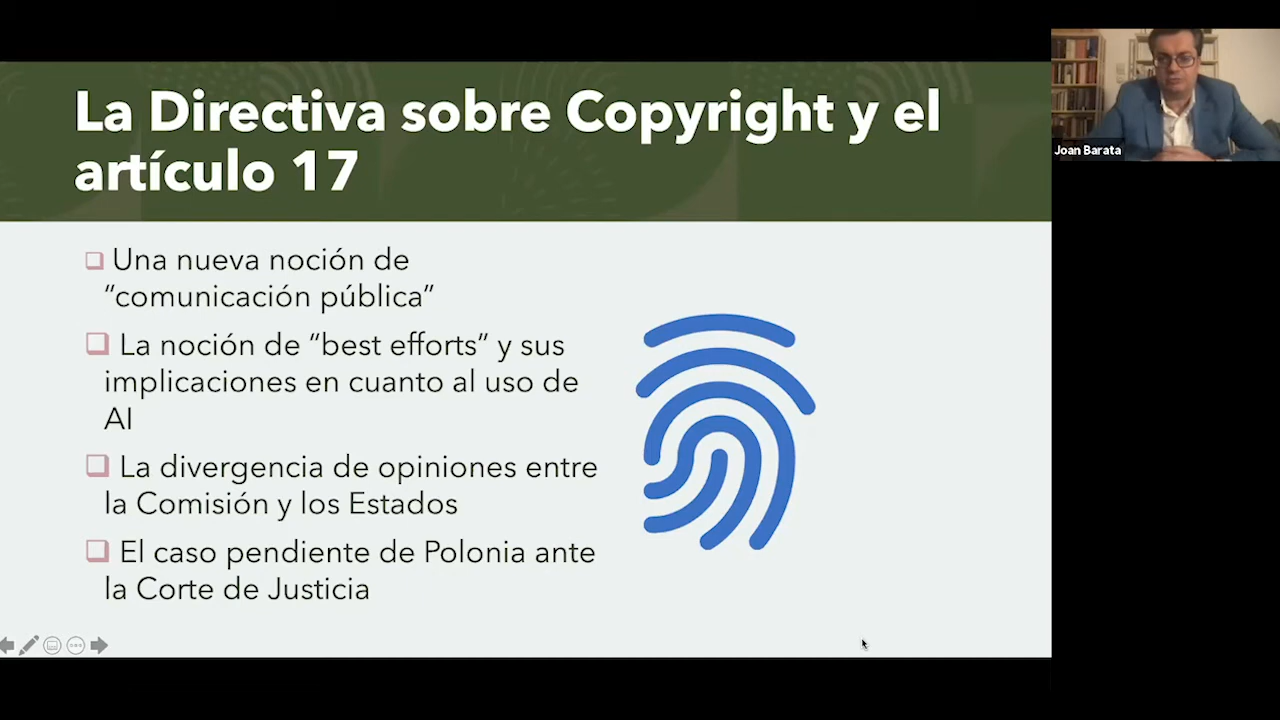 La Directiva sobre Copyright y el
artículo 17
Una nueva noción de
“comunicación pública”
La noción de “best efforts” y sus
implicaciones en cuanto al uso de
AI
La divergencia de opiniones entre
la Comisión y los Estados
El caso pendiente de Polonia ante
la Corte de Justicia
Joan Barata